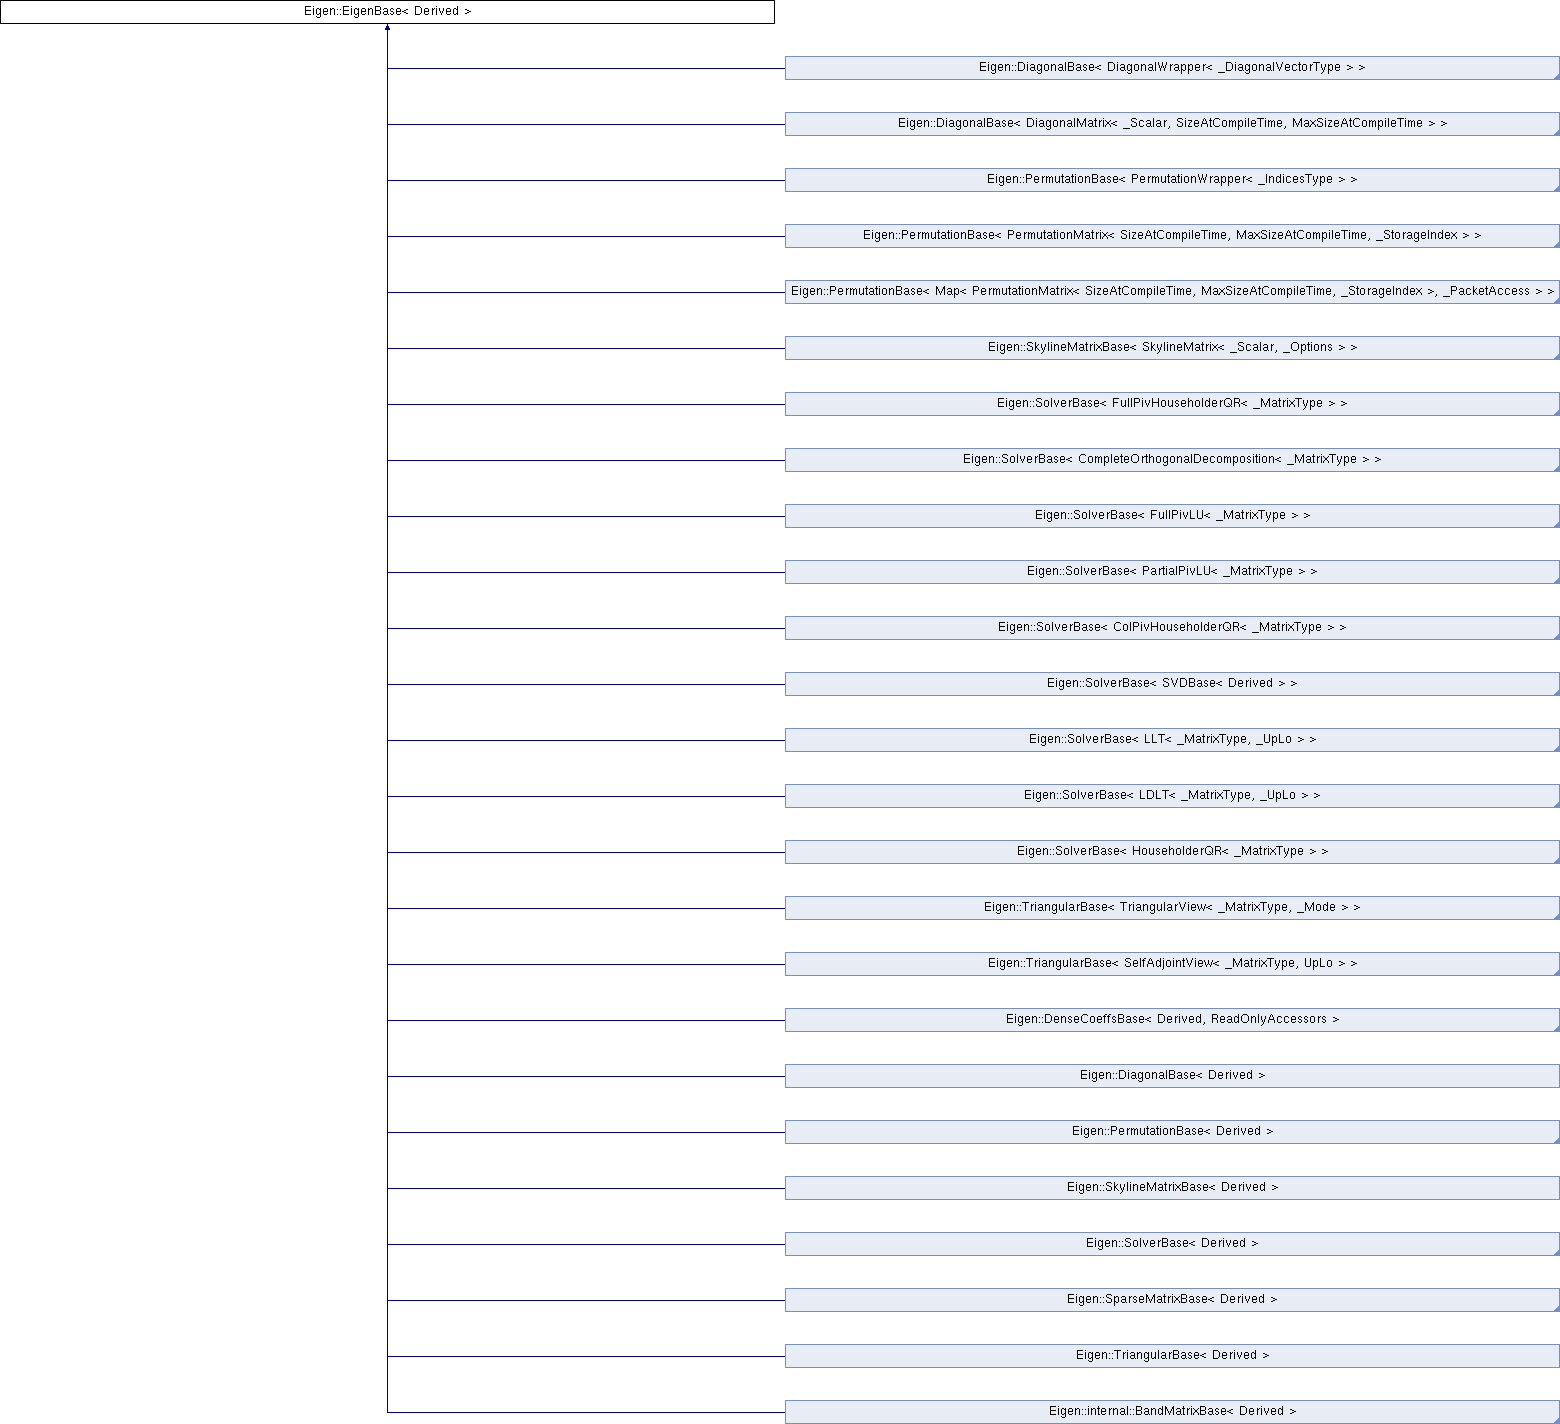 Eigen::EigenBase< Derived >
Eigen::DiagonalBase< DiagonalWrapper< _DiagonalVectorType > >
Eigen::DiagonalBase< DiagonalMatrix< _Scalar, SizeAtCompileTime, MaxSizeAtCompileTime > >
Eigen::PermutationBase< PermutationWrapper< _IndicesType > >
Eigen::PermutationBase< PermutationMatrix< SizeAtCompileTime, MaxSizeAtCompileTime, _StorageIndex > >
Eigen::PermutationBase< Map< PermutationMatrix< SizeAtCompileTime, MaxSizeAtCompileTime, _StorageIndex >, _PacketAccess > >
Eigen::SkylineMatrixBase< SkylineMatrix< _Scalar, _Options > >
Eigen::SolverBase< FullPivHouseholderQR< _MatrixType > >
Eigen::SolverBase< CompleteOrthogonalDecomposition< _MatrixType > >
Eigen::SolverBase< FullPivLU< _MatrixType > >
Eigen::SolverBase< PartialPivLU< _MatrixType > >
Eigen::SolverBase< ColPivHouseholderQR< _MatrixType > >
Eigen::SolverBase< SVDBase< Derived > >
Eigen::SolverBase< LLT< _MatrixType, _UpLo > >
Eigen::SolverBase< LDLT< _MatrixType, _UpLo > >
Eigen::SolverBase< HouseholderQR< _MatrixType > >
Eigen::TriangularBase< TriangularView< _MatrixType, _Mode > >
Eigen::TriangularBase< SelfAdjointView< _MatrixType, UpLo > >
Eigen::DenseCoeffsBase< Derived, ReadOnlyAccessors >
Eigen::DiagonalBase< Derived >
Eigen::PermutationBase< Derived >
Eigen::SkylineMatrixBase< Derived >
Eigen::SolverBase< Derived >
Eigen::SparseMatrixBase< Derived >
Eigen::TriangularBase< Derived >
Eigen::internal::BandMatrixBase< Derived >